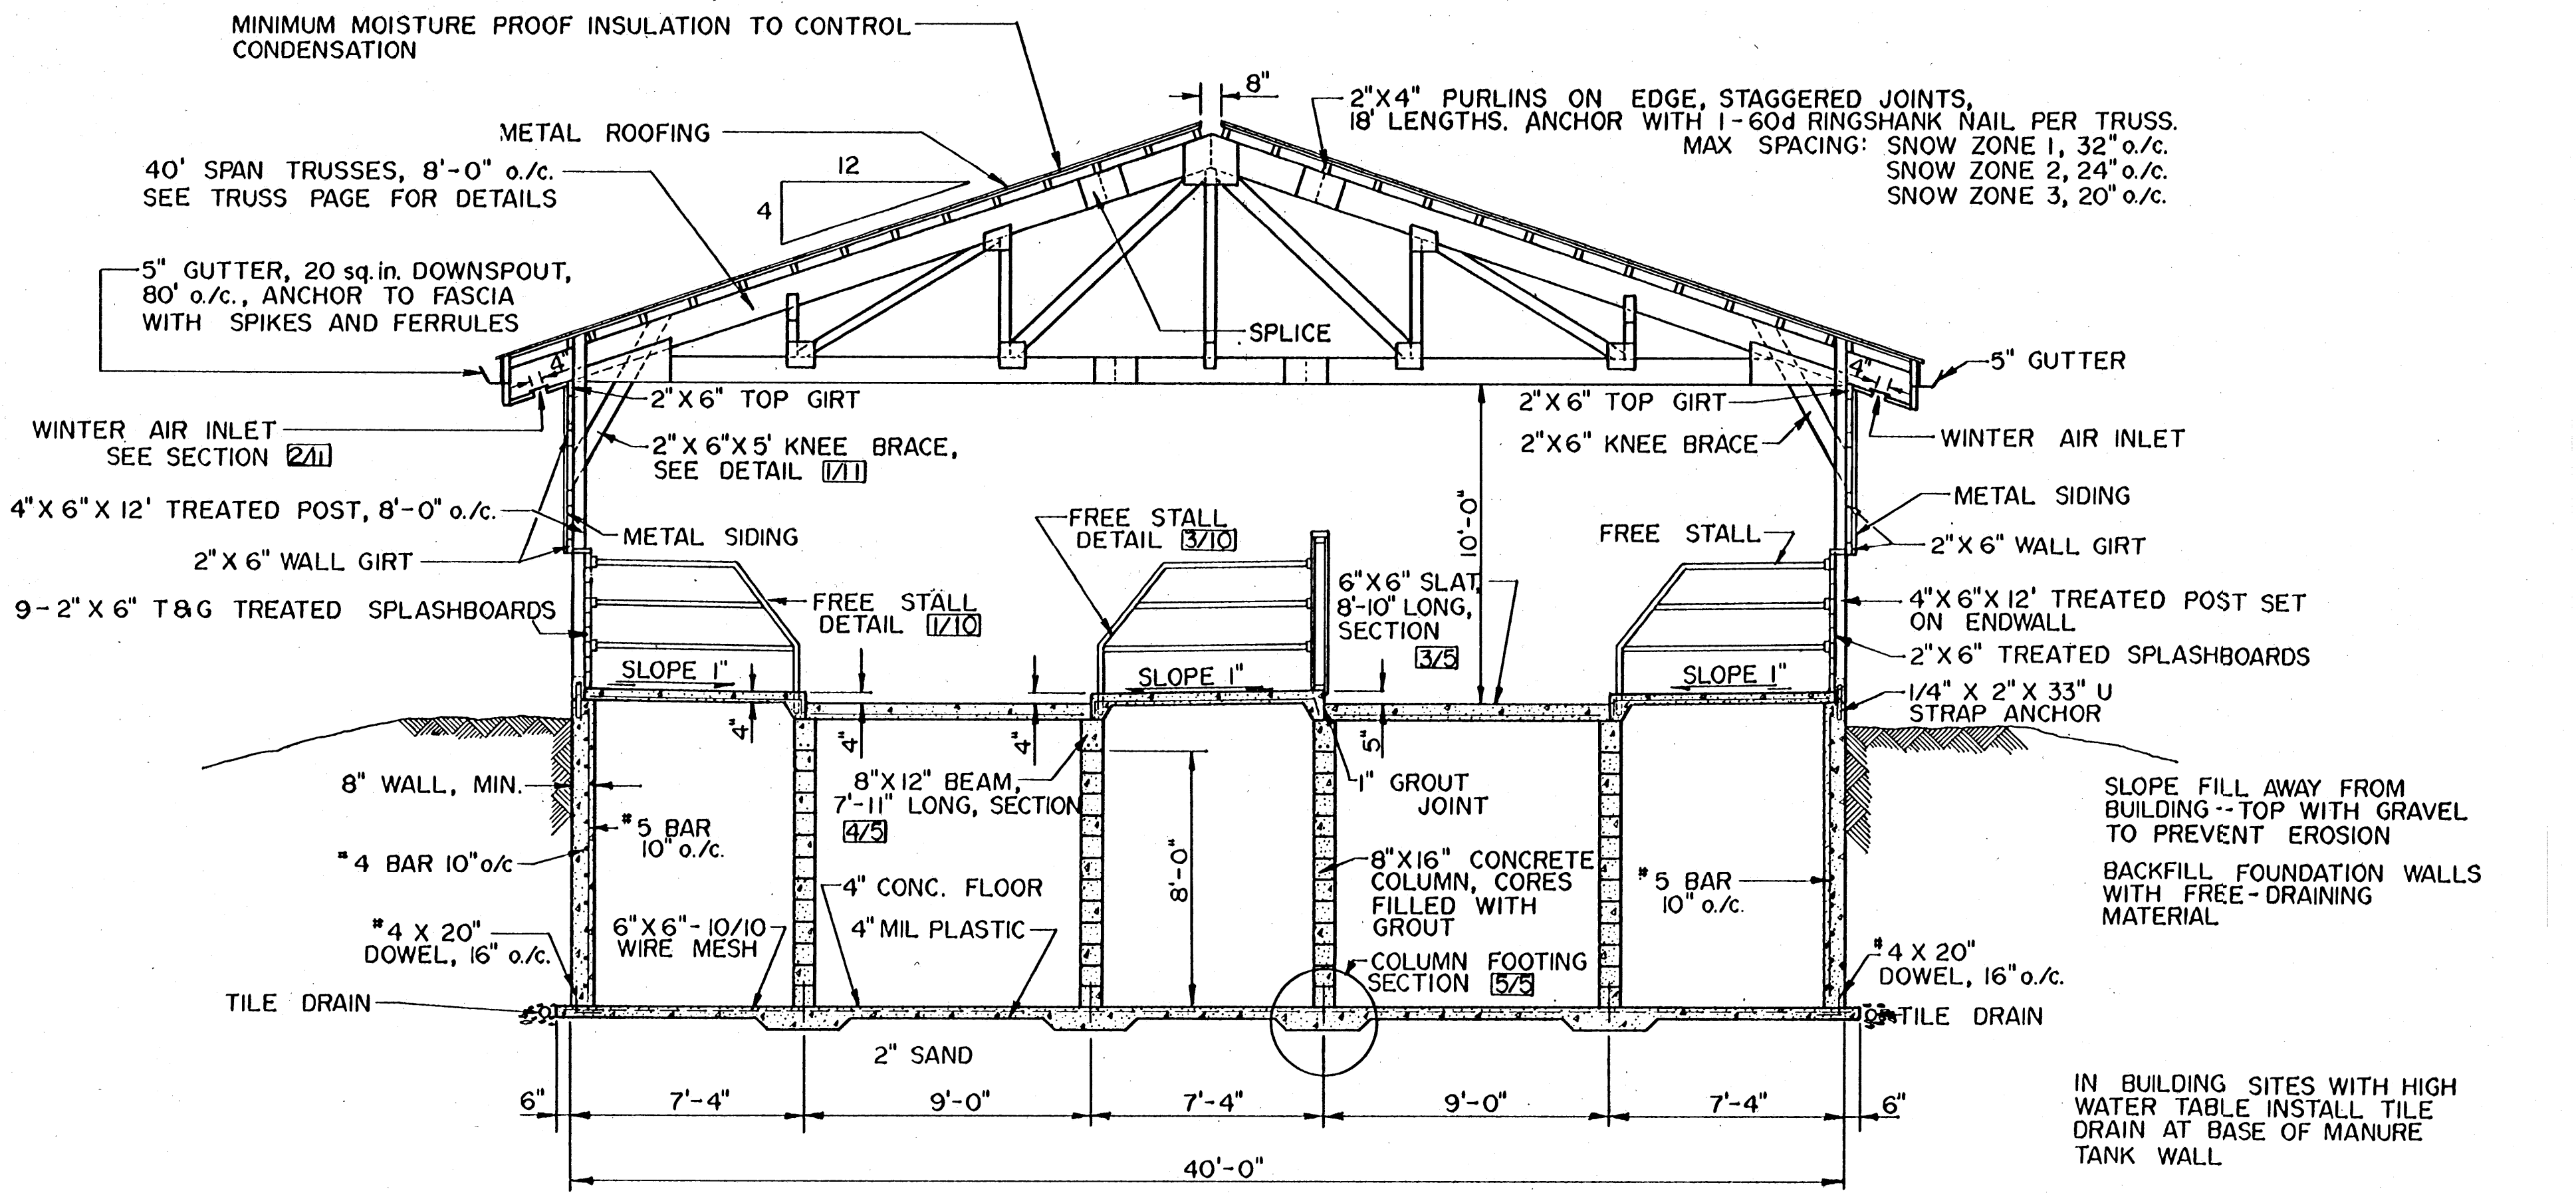 MINIMUM MOISTURE PROOF INSULATION TO CONTROL
CONDENSATION
8"
2"X4" PURLINS ON EDGE, STAGGERED JOINTS,
18' LENGTHS. ANCHOR WITH 1-60d RINGSHANK NAIL PER TRUSS.
MAX SPACING: SNOW ZONE 1, 32" o./c.
SNOW ZONE 2, 24" o./c.
SNOW ZONE 3, 20" o./c.
METAL ROOFING
12
4
40' SPAN TRUSSES, 8'-0" o./c.
SEE TRUSS PAGE FOR DETAILS
5" GUTTER, 20 sq.in. DOWNSPOUT,
80' o./c., ANCHOR TO FASCIA
WITH SPIKES AND FERRULES
SPLICE
4"
4"
5" GUTTER
2"X6" TOP GIRT
2"X6" TOP GIRT
WINTER AIR INLET
SEE SECTION 2/11
2"X6"X5' KNEE BRACE,
SEE DETAIL 1/11
2"X6" KNEE BRACE
WINTER AIR INLET
4"X6"X12' TREATED POST, 8'-0" o./c.
METAL SIDING
METAL SIDING
2"X6" WALL GIRT
FREE STALL
DETAIL 3/10
10'-0"
FREE STALL
2"X6" WALL GIRT
9-2"X6" T&G TREATED SPLASHBOARDS
FREE STALL
DETAIL 1/10
6"X6" SLAT,
8'-10" LONG,
SECTION
3/5
4"X6"X12' TREATED POST SET
ON ENDWALL
2"X6" TREATED SPLASHBOARDS
SLOPE 1"
SLOPE 1"
SLOPE 1"
1/4" X 2" X 33" U
STRAP ANCHOR
4"
4"
4"
5"
8" WALL, MIN.
8"X12" BEAM,
7'-11" LONG, SECTION
4/5
1" GROUT
JOINT
SLOPE FILL AWAY FROM
BUILDING--TOP WITH GRAVEL
TO PREVENT EROSION
#5 BAR
10" o./c.
#4 BAR 10" o/c
8'-0"
8"X16" CONCRETE
COLUMN, CORES
FILLED WITH
GROUT
#5 BAR
10" o./c.
BACKFILL FOUNDATION WALLS
WITH FREE-DRAINING
MATERIAL
4" CONC. FLOOR
4" MIL PLASTIC
#4 X 20"
DOWEL, 16" o./c.
6"X6"-10/10
WIRE MESH
COLUMN FOOTING
SECTION 5/5
#4 X 20"
DOWEL, 16" o./c.
TILE DRAIN
TILE DRAIN
2" SAND
6"
7'-4"
9'-0"
7'-4"
9'-0"
7'-4"
6"
40'-0"
IN BUILDING SITES WITH HIGH
WATER TABLE INSTALL TILE
DRAIN AT BASE OF MANURE
TANK WALL